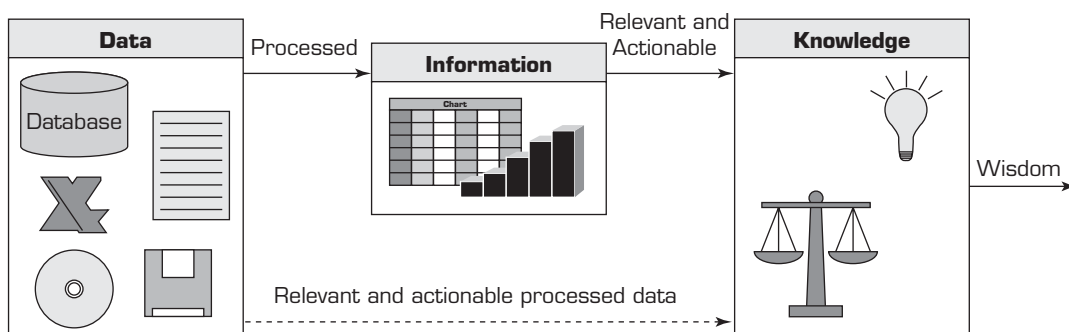 Data
Processed
Information
Relevant and
Actionable
Knowledge
Database
Chart
Wisdom
Relevant and actionable processed data